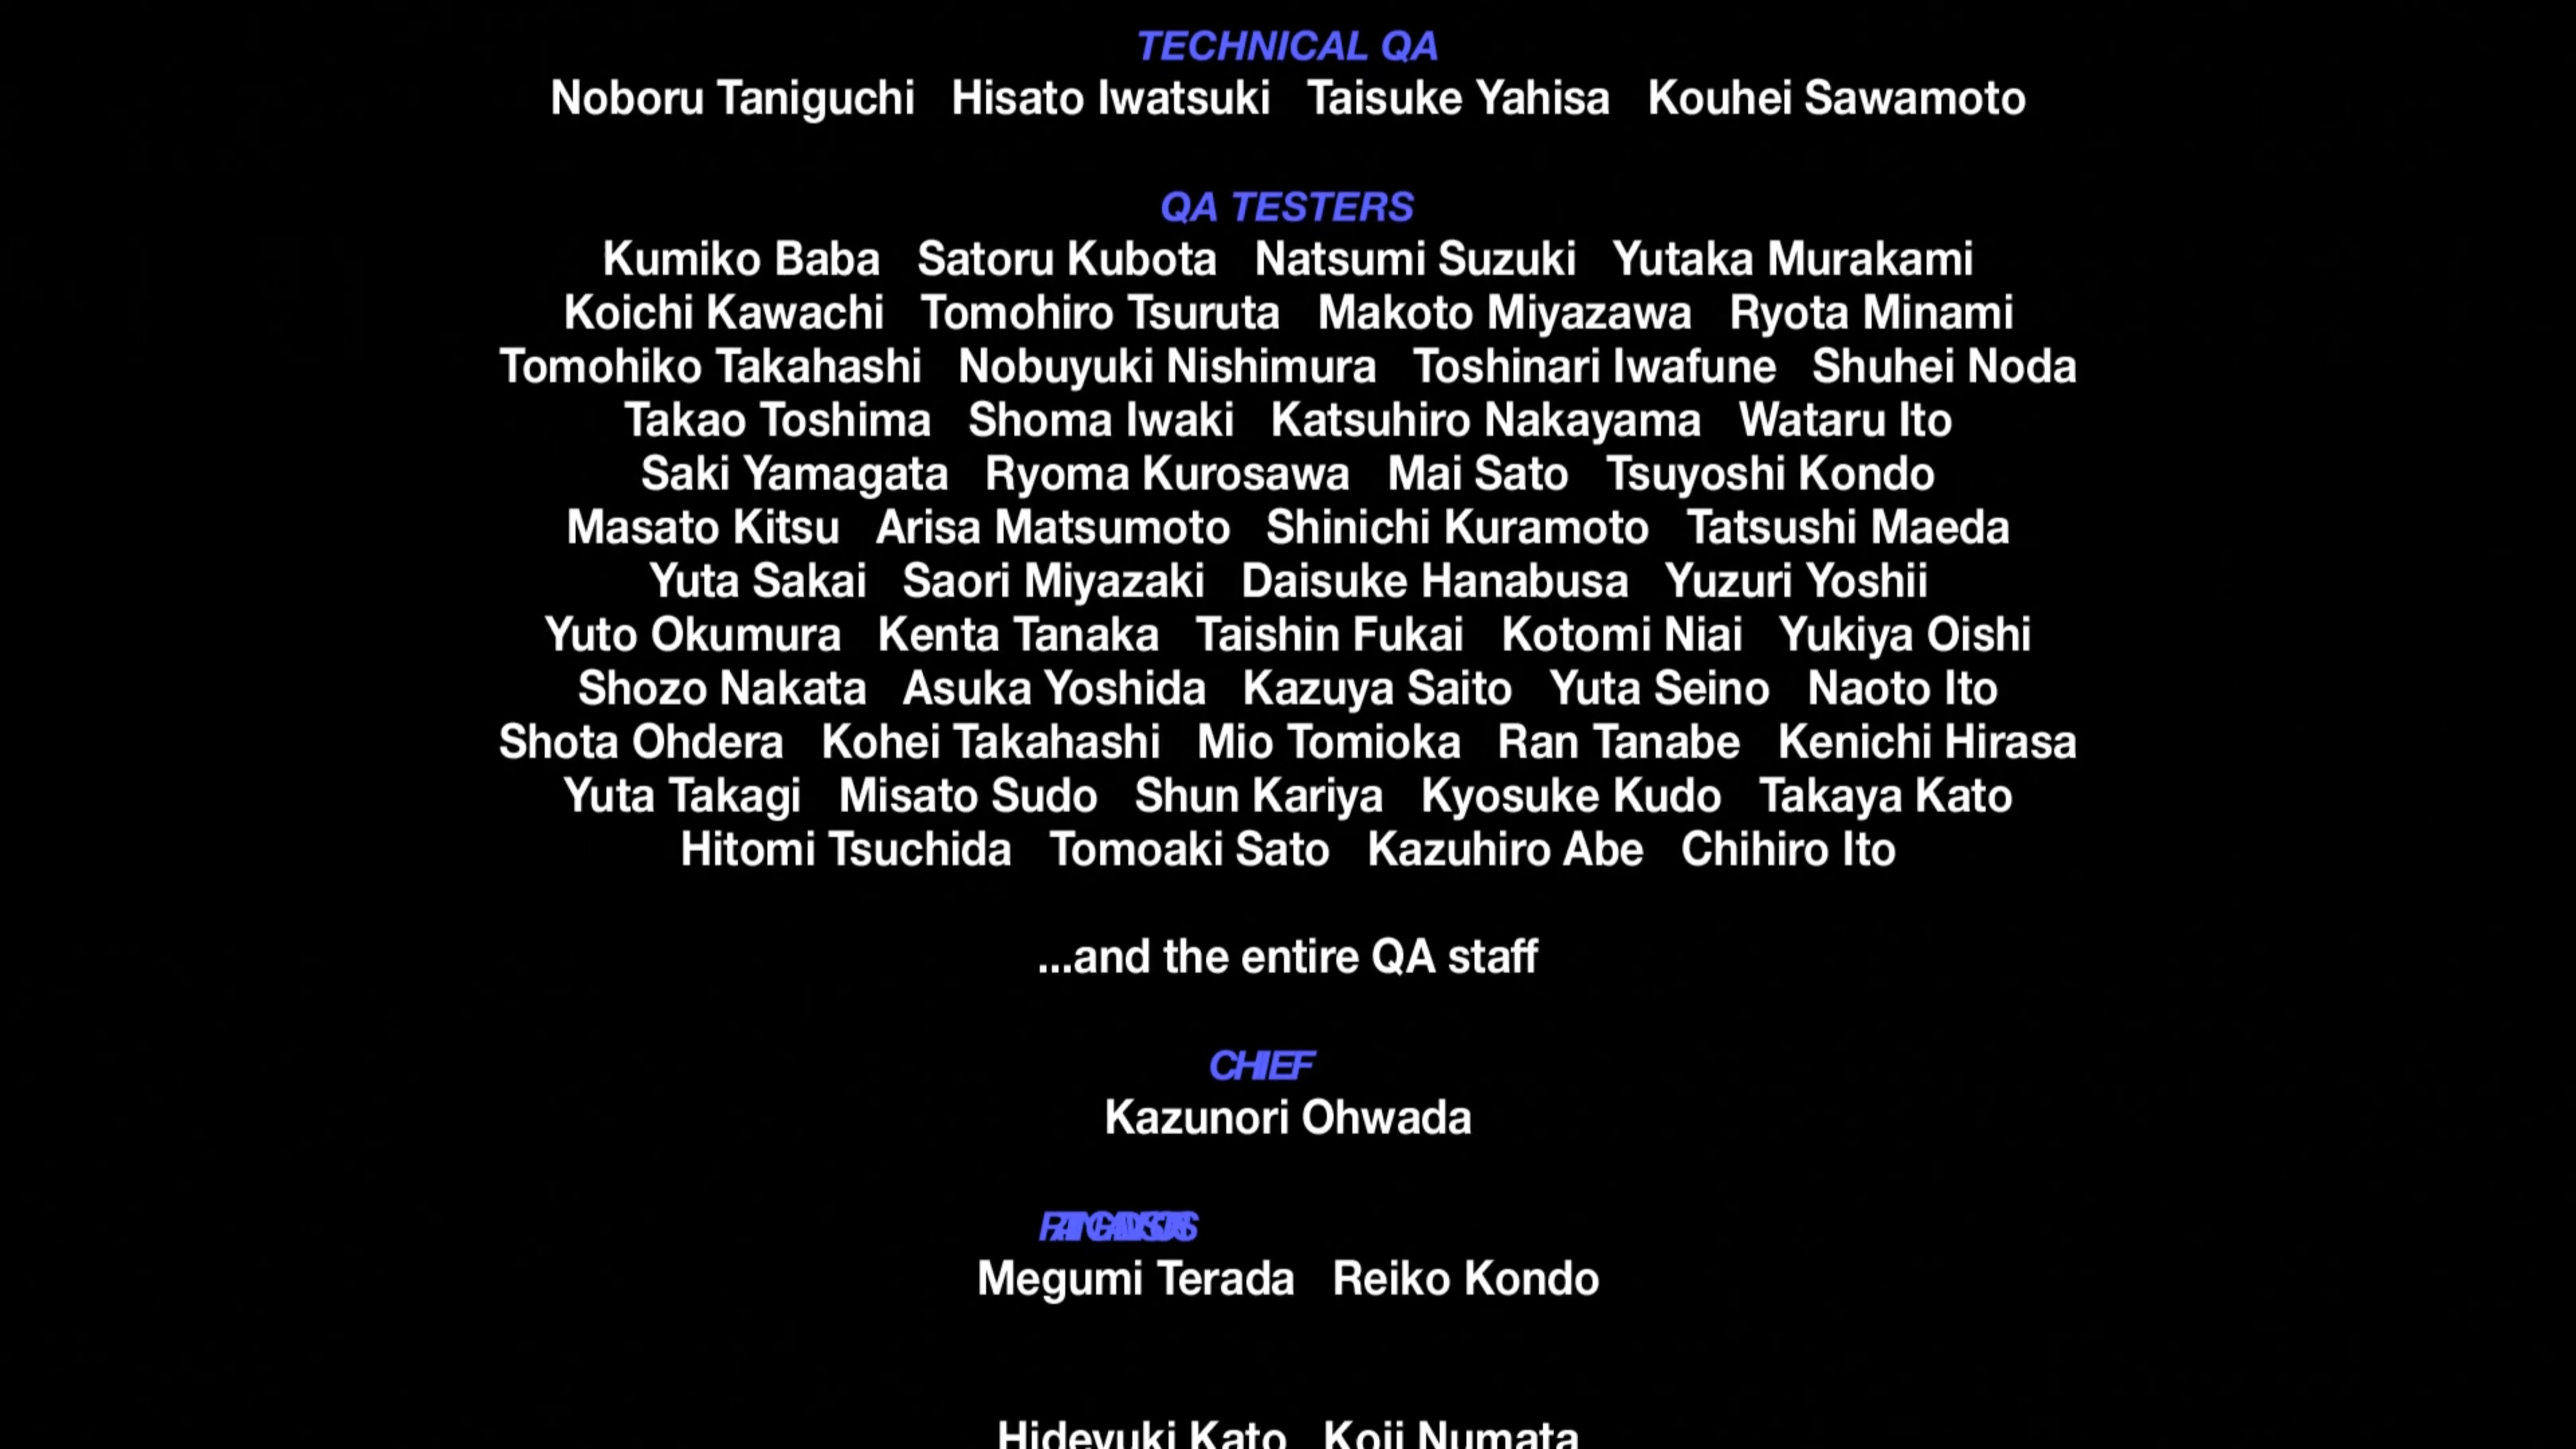 TECHNICAL QA
Noboru Taniguchi Hisato Iwatsuki Taisuke Yahisa Kouhei Sawamoto
QA TESTERS
Kumiko Baba Satoru Kubota Natsumi Suzuki Yutaka Murakami
Koichi Kawachi Tomohiro Tsuruta Makoto Miyazawa Ryota Minami
Tomohiko Takahashi Nobuyuki Nishimura Toshinari Iwafune Shuhei Noda
Takao Toshima Shoma Iwaki Katsuhiro Nakayama Wataru Ito
Saki Yamagata Ryoma Kurosawa Mai Sato Tsuyoshi Kondo
Masato Kitsu Arisa Matsumoto Shinichi Kuramoto Tatsushi Maeda
Yuta Sakai Saori Miyazaki Daisuke Hanabusa Yuzuri Yoshii
Yuto Okumura Kenta Tanaka Taishin Fukai Kotomi Niai Yukiya Oishi
Shozo Nakata Asuka Yoshida Kazuya Saito Yuta Seino Naoto Ito
Shota Ohdera Kohei Takahashi Mio Tomioka Ran Tanabe Kenichi Hirasa
Yuta Takagi Misato Sudo Shun Kariya Kyosuke Kudo Takaya Kato
Hitomi Tsuchida Tomoaki Sato Kazuhiro Abe Chihiro Ito
...and the entire QA staff
CHIEF
Kazunori Ohwada
Megumi Terada Reiko Kondo
Hideyuki Kato Koji Numata